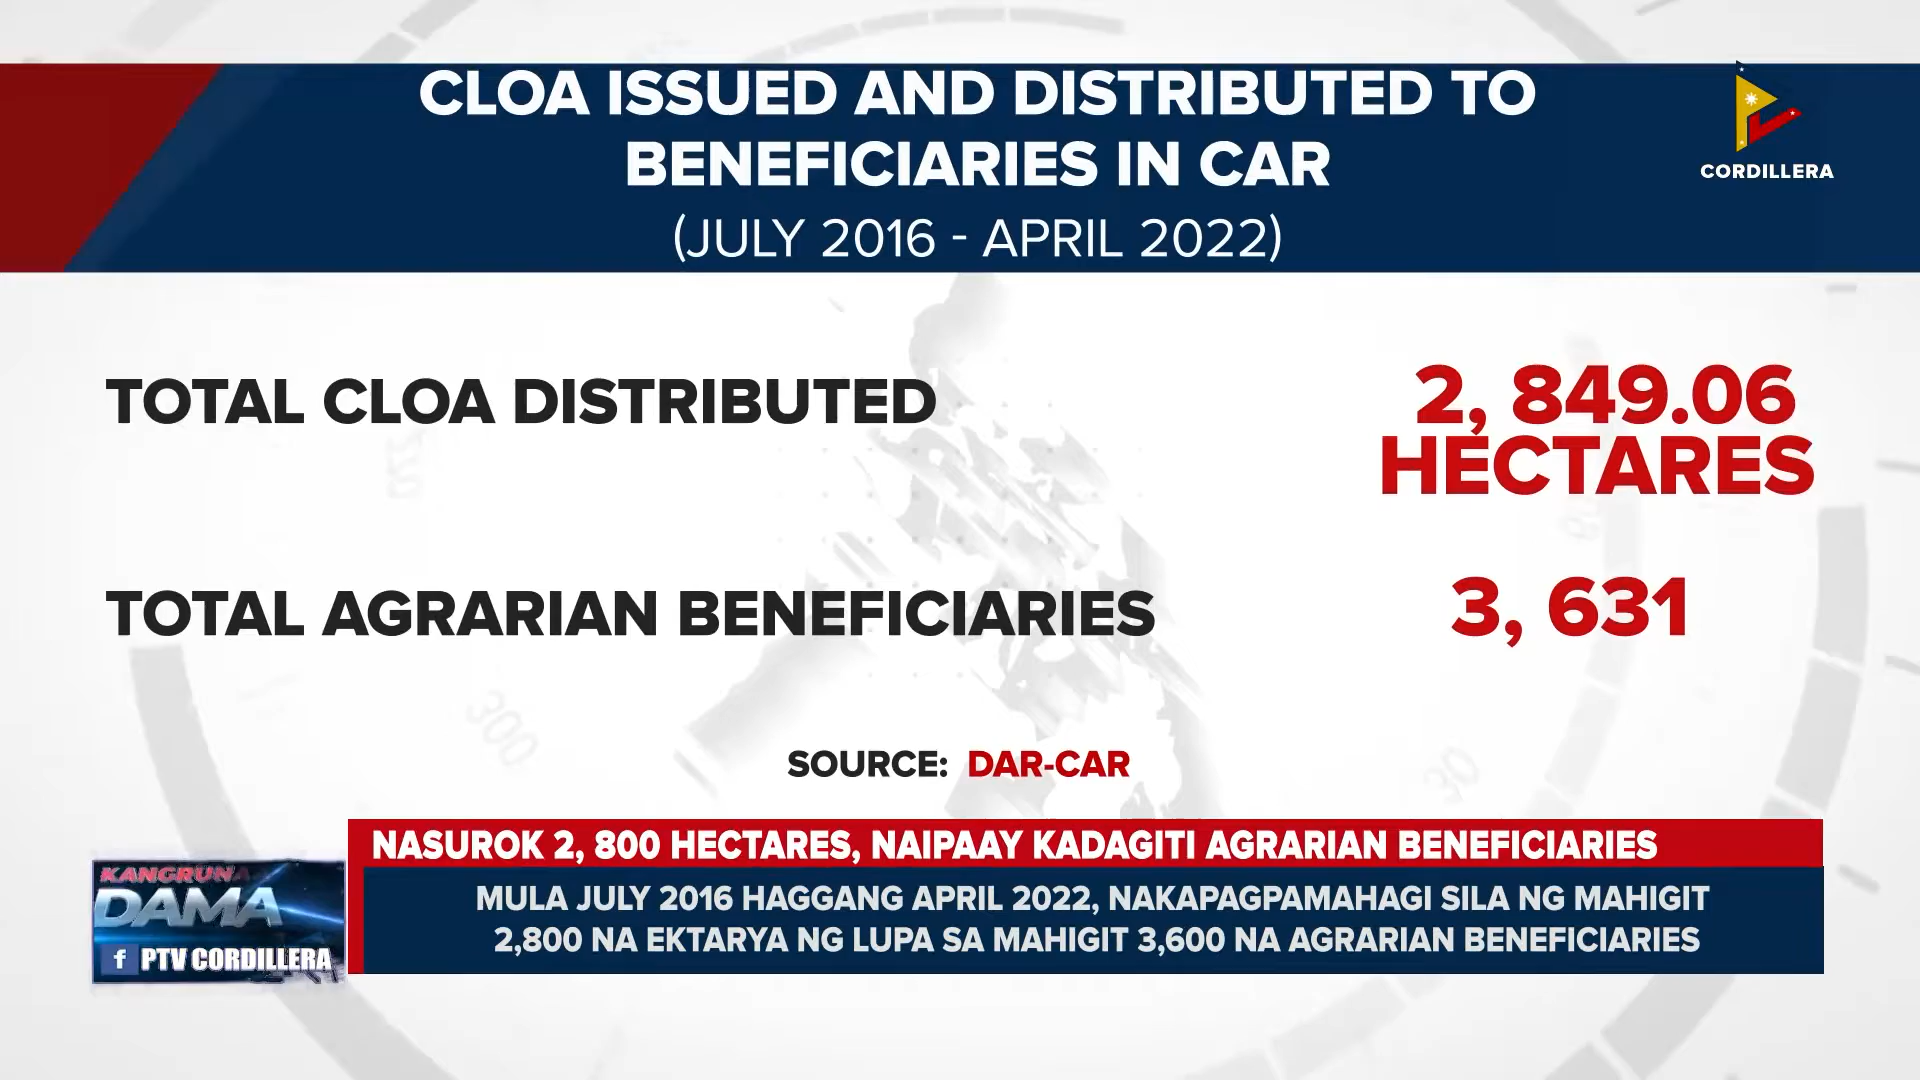 CLOA ISSUED AND DISTRIBUTED TO
BENEFICIARIES IN CAR
(JULY 2016 - APRIL 2022)
CORDILLERA
TOTAL CLOA DISTRIBUTED
2, 849.06
HECTARES
TOTAL AGRARIAN BENEFICIARIES
3, 631
300
30
SOURCE: DAR-CAR
NASUROK 2, 800 HECTARES, NAIPAAY KADAGITI AGRARIAN BENEFICIARIES
MULA JULY 2016 HAGGANG APRIL 2022, NAKAPAGPAMAHAGI SILA NG MAHIGIT
2,800 NA EKTARYA NG LUPA SA MAHIGIT 3,600 NA AGRARIAN BENEFICIARIES
KANGRUNA
DAMA
f PTV CORDILLERA